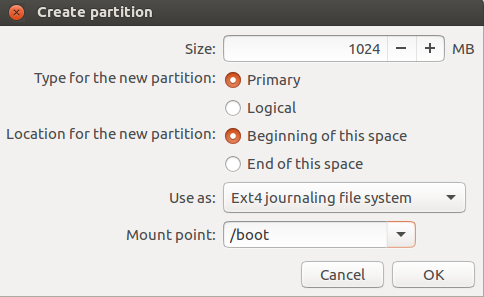 Create partition
Size: 1024 − + MB
Type for the new partition: Primary
Logical
Location for the new partition: Beginning of this space
End of this space
Use as: Ext4 journaling file system
Mount point: /boot
Cancel OK